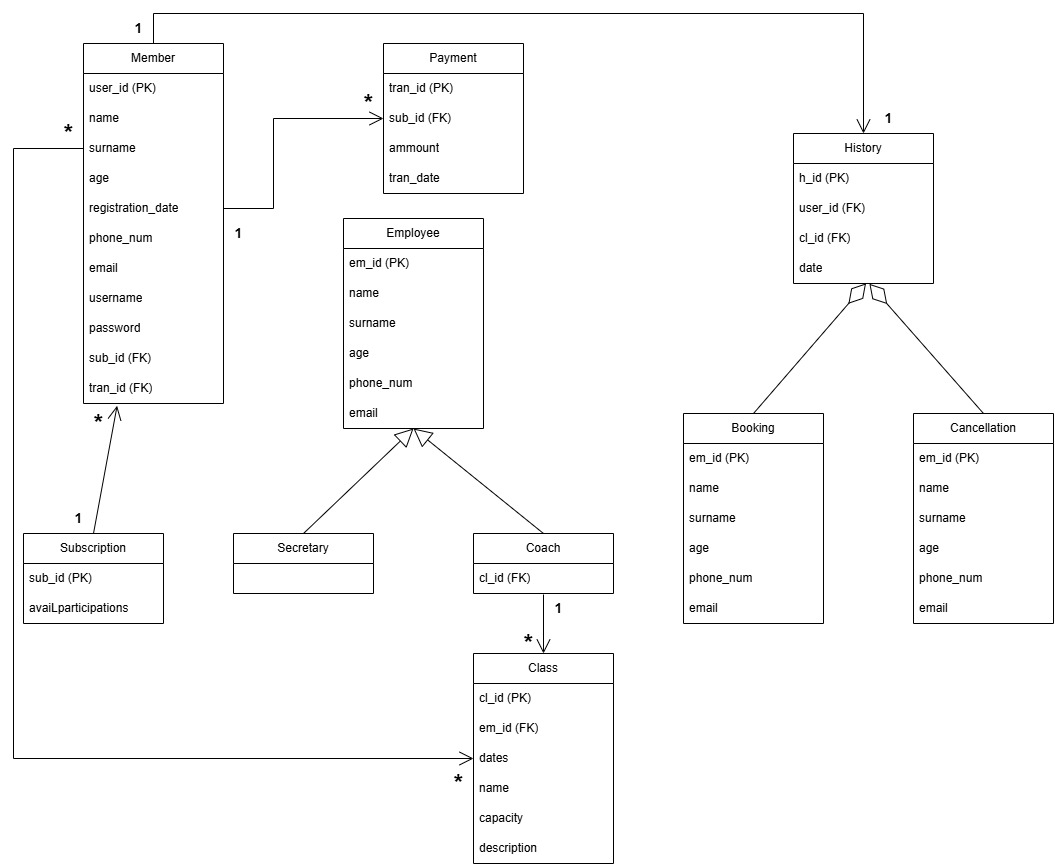 1
Member
user_id (PK)
name
surname
age
registration_date
phone_num
email
username
password
sub_id (FK)
tran_id (FK)
*
1
Payment
tran_id (PK)
sub_id (FK)
ammount
tran_date
*
1
History
h_id (PK)
user_id (FK)
cl_id (FK)
date
Employee
em_id (PK)
name
surname
age
phone_num
email
*
1
Subscription
sub_id (PK)
avaiLparticipations
Secretary
Coach
cl_id (FK)
1
*
Class
cl_id (PK)
em_id (FK)
dates
name
capacity
description
*
Booking
em_id (PK)
name
surname
age
phone_num
email
Cancellation
em_id (PK)
name
surname
age
phone_num
email